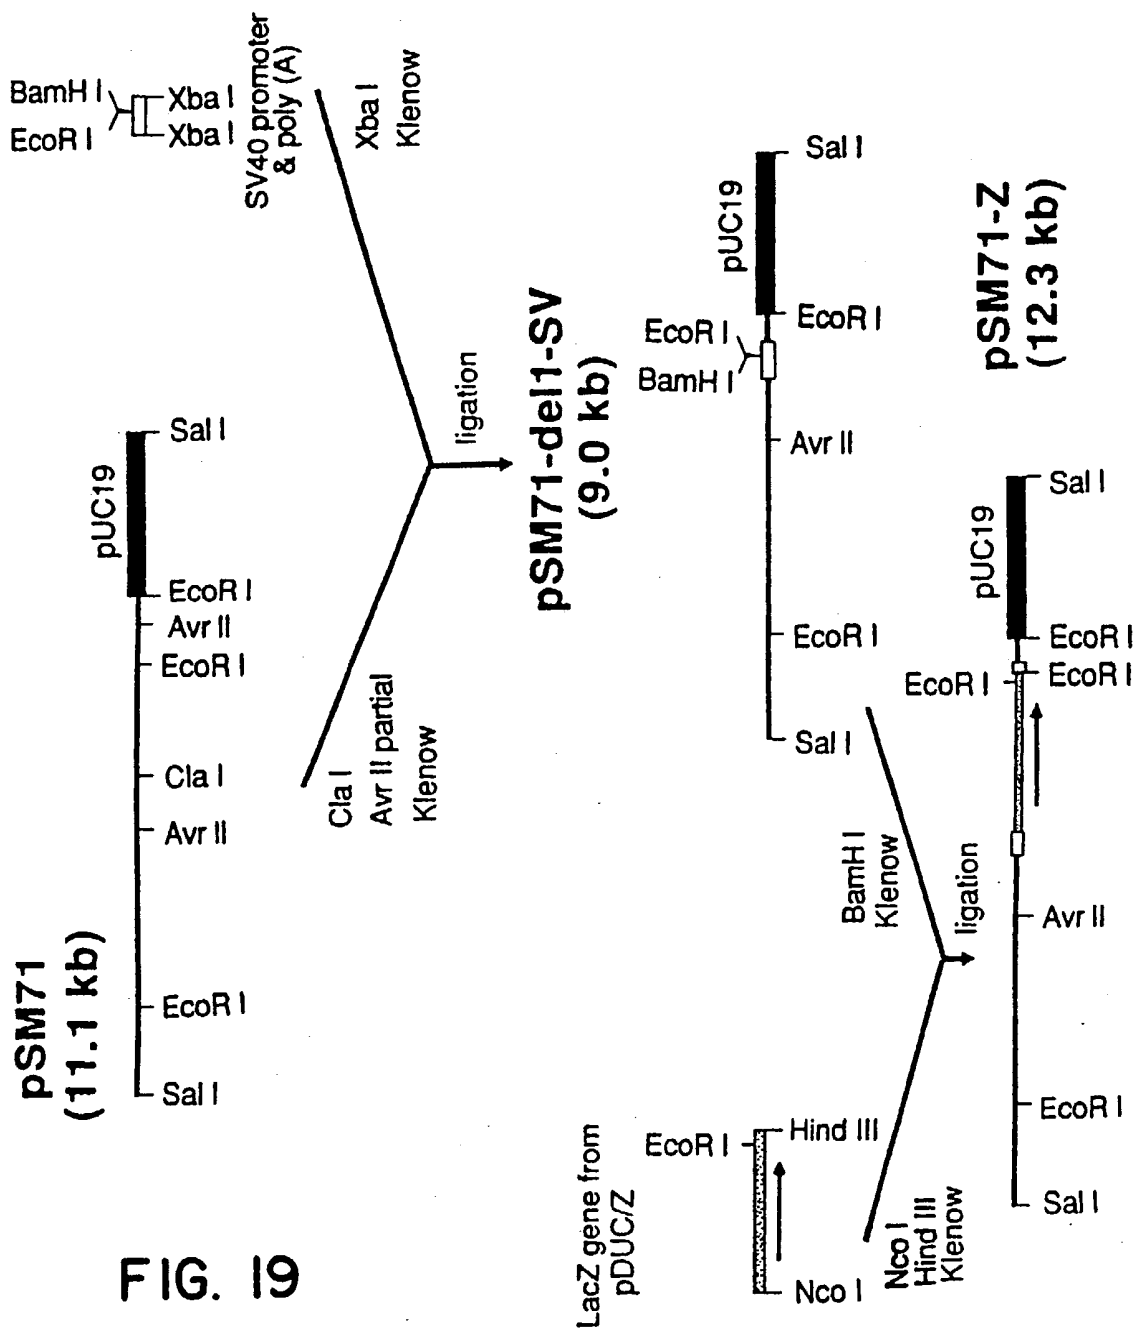 pSM71
(11.1 kb)
Sal I
EcoR I
Avr II
Cla I
EcoR I
Avr II
EcoR I
pUC19
Sal I
BamH I
EcoR I
Xba I
Xba I
SV40 promoter
& poly (A)
Cla I
Avr II partial
Klenow
Xba I
Klenow
ligation
pSM71-del1-SV
(9.0 kb)
LacZ gene from
pDUC/Z
EcoR I
Hind III
Nco I
Sal I
EcoR I
Avr II
BamH I
EcoR I
EcoR I
pUC19
Sal I
Nco I
Hind III
Klenow
BamH I
Klenow
ligation
pSM71-Z
(12.3 kb)
Sal I
EcoR I
Avr II
EcoR I
EcoR I
EcoR I
pUC19
Sal I
FIG. 19